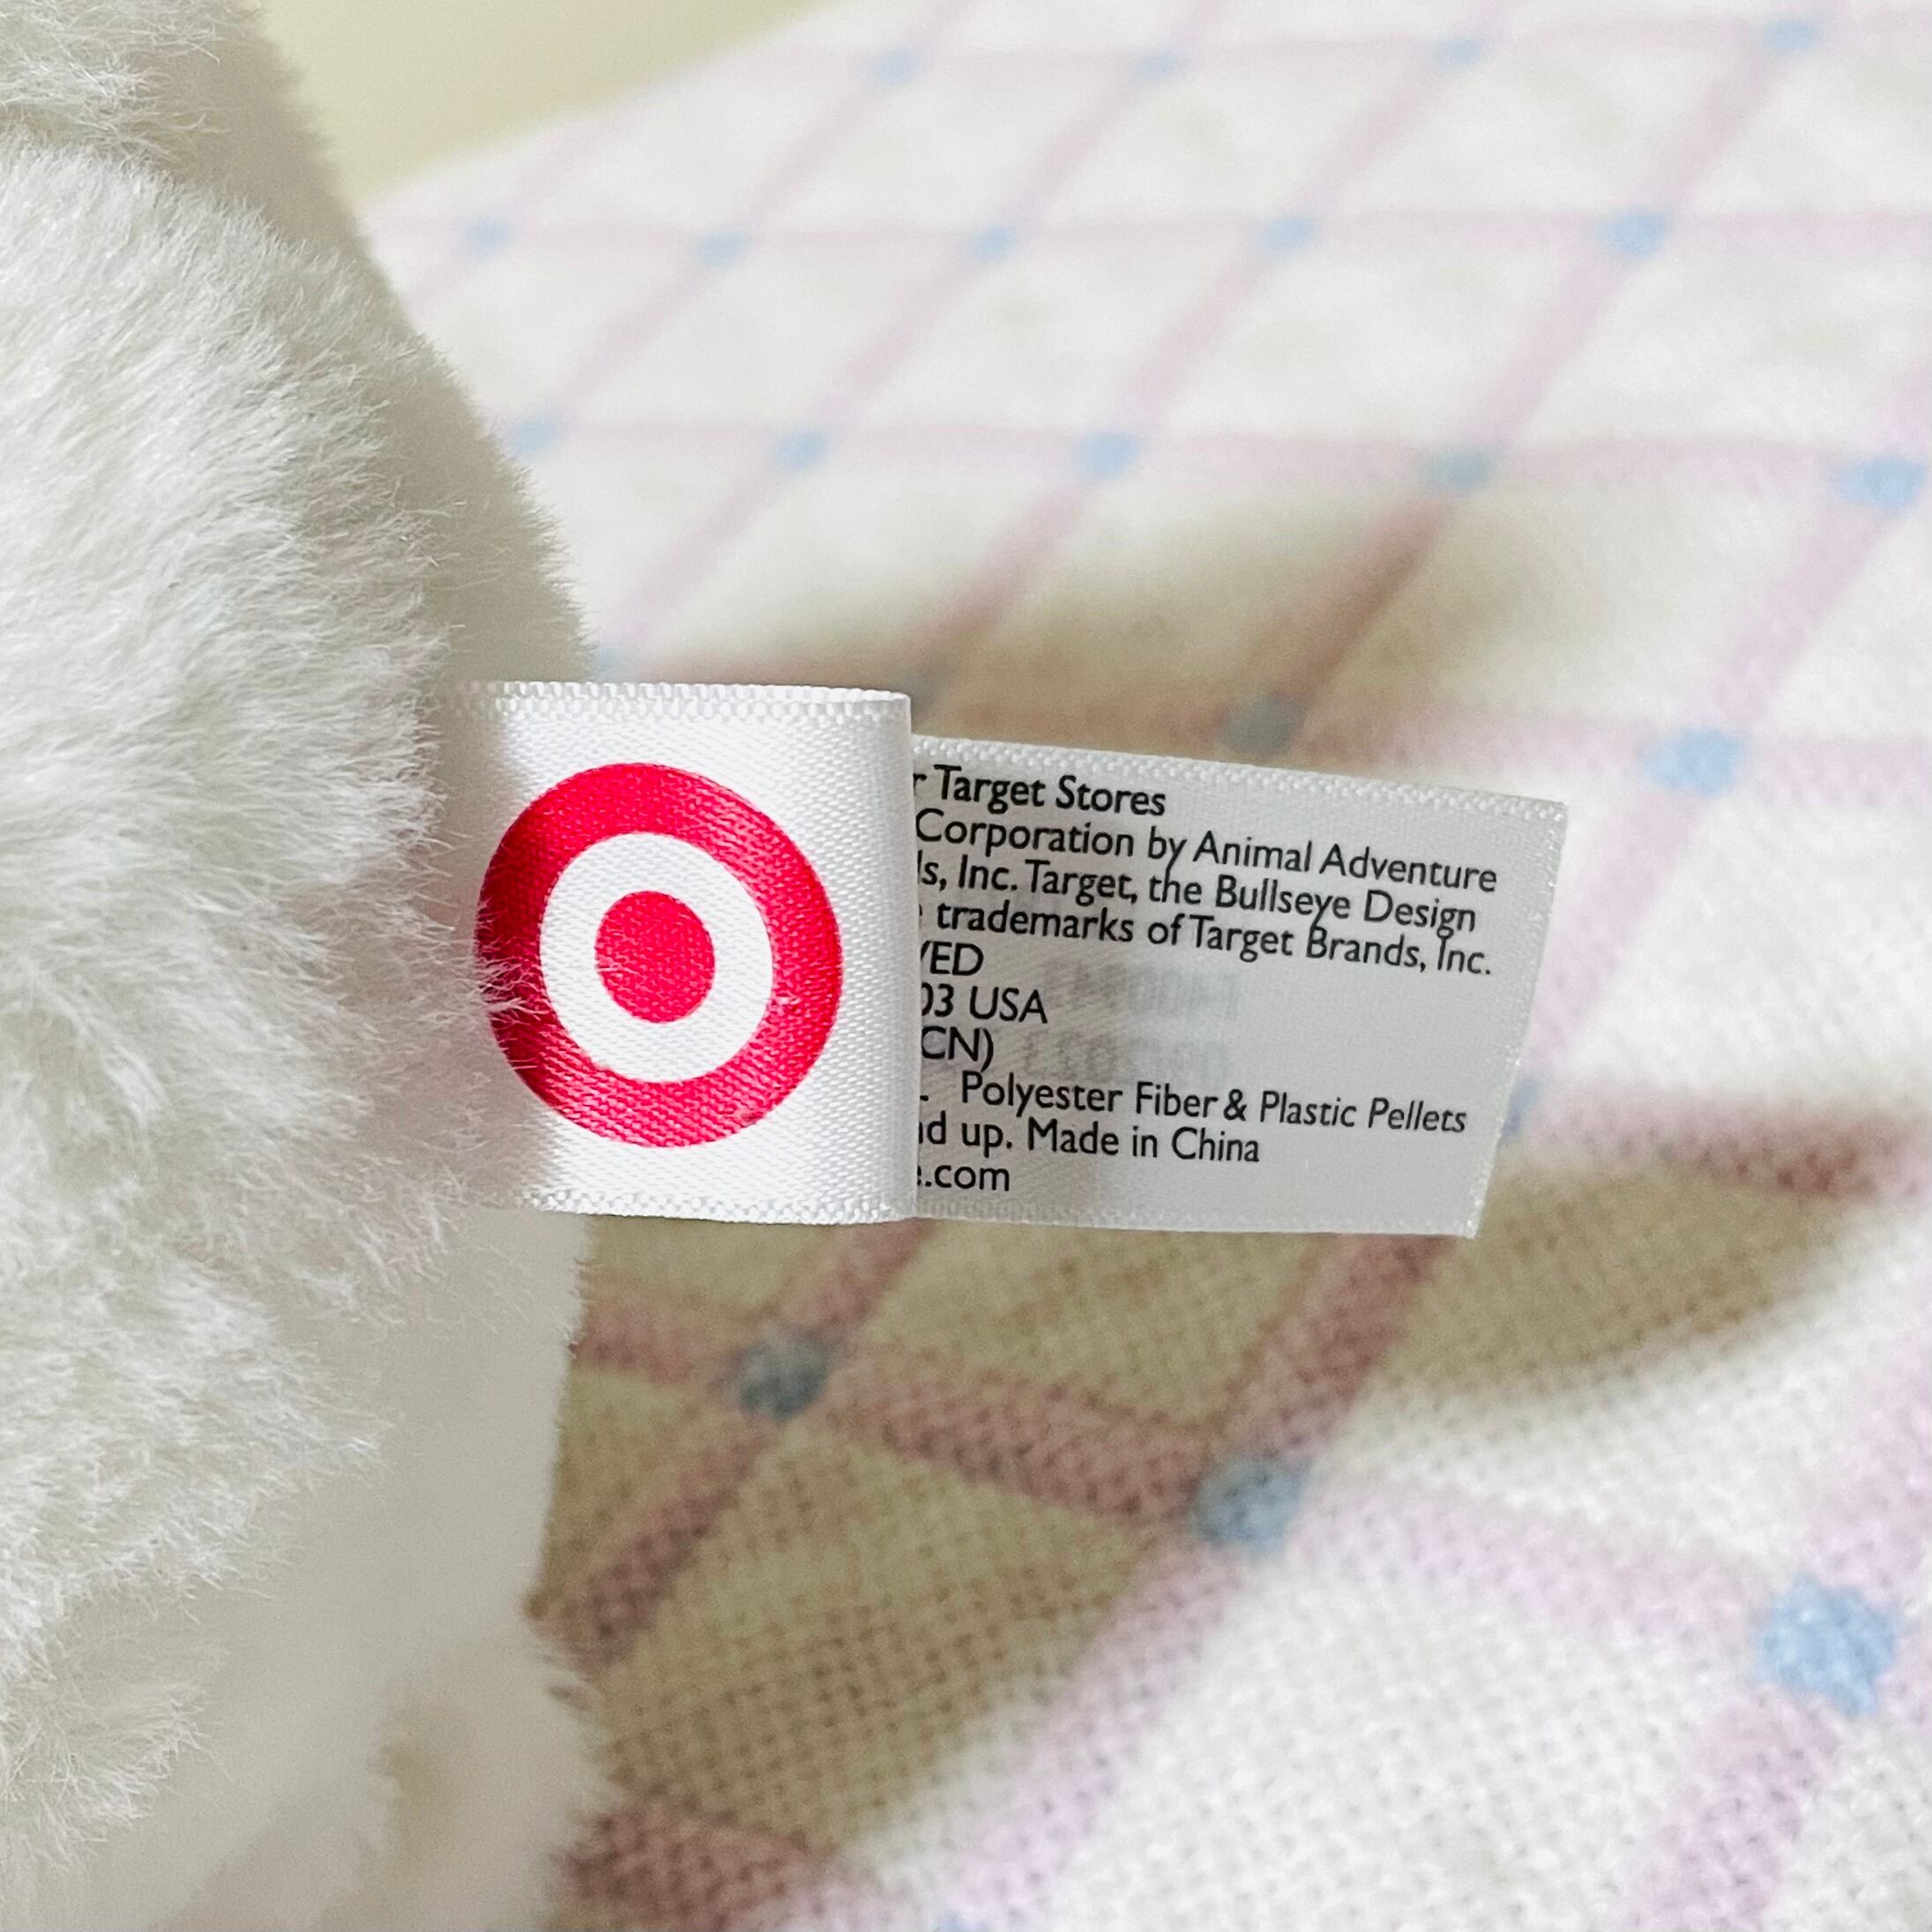 Target Stores
Corporation by Animal Adventure
Inc. Target, the Bullseye Design
trademarks of Target Brands, Inc.
VED
03 USA
CN)
Polyester Fiber & Plastic Pellets
up. Made in China
.com